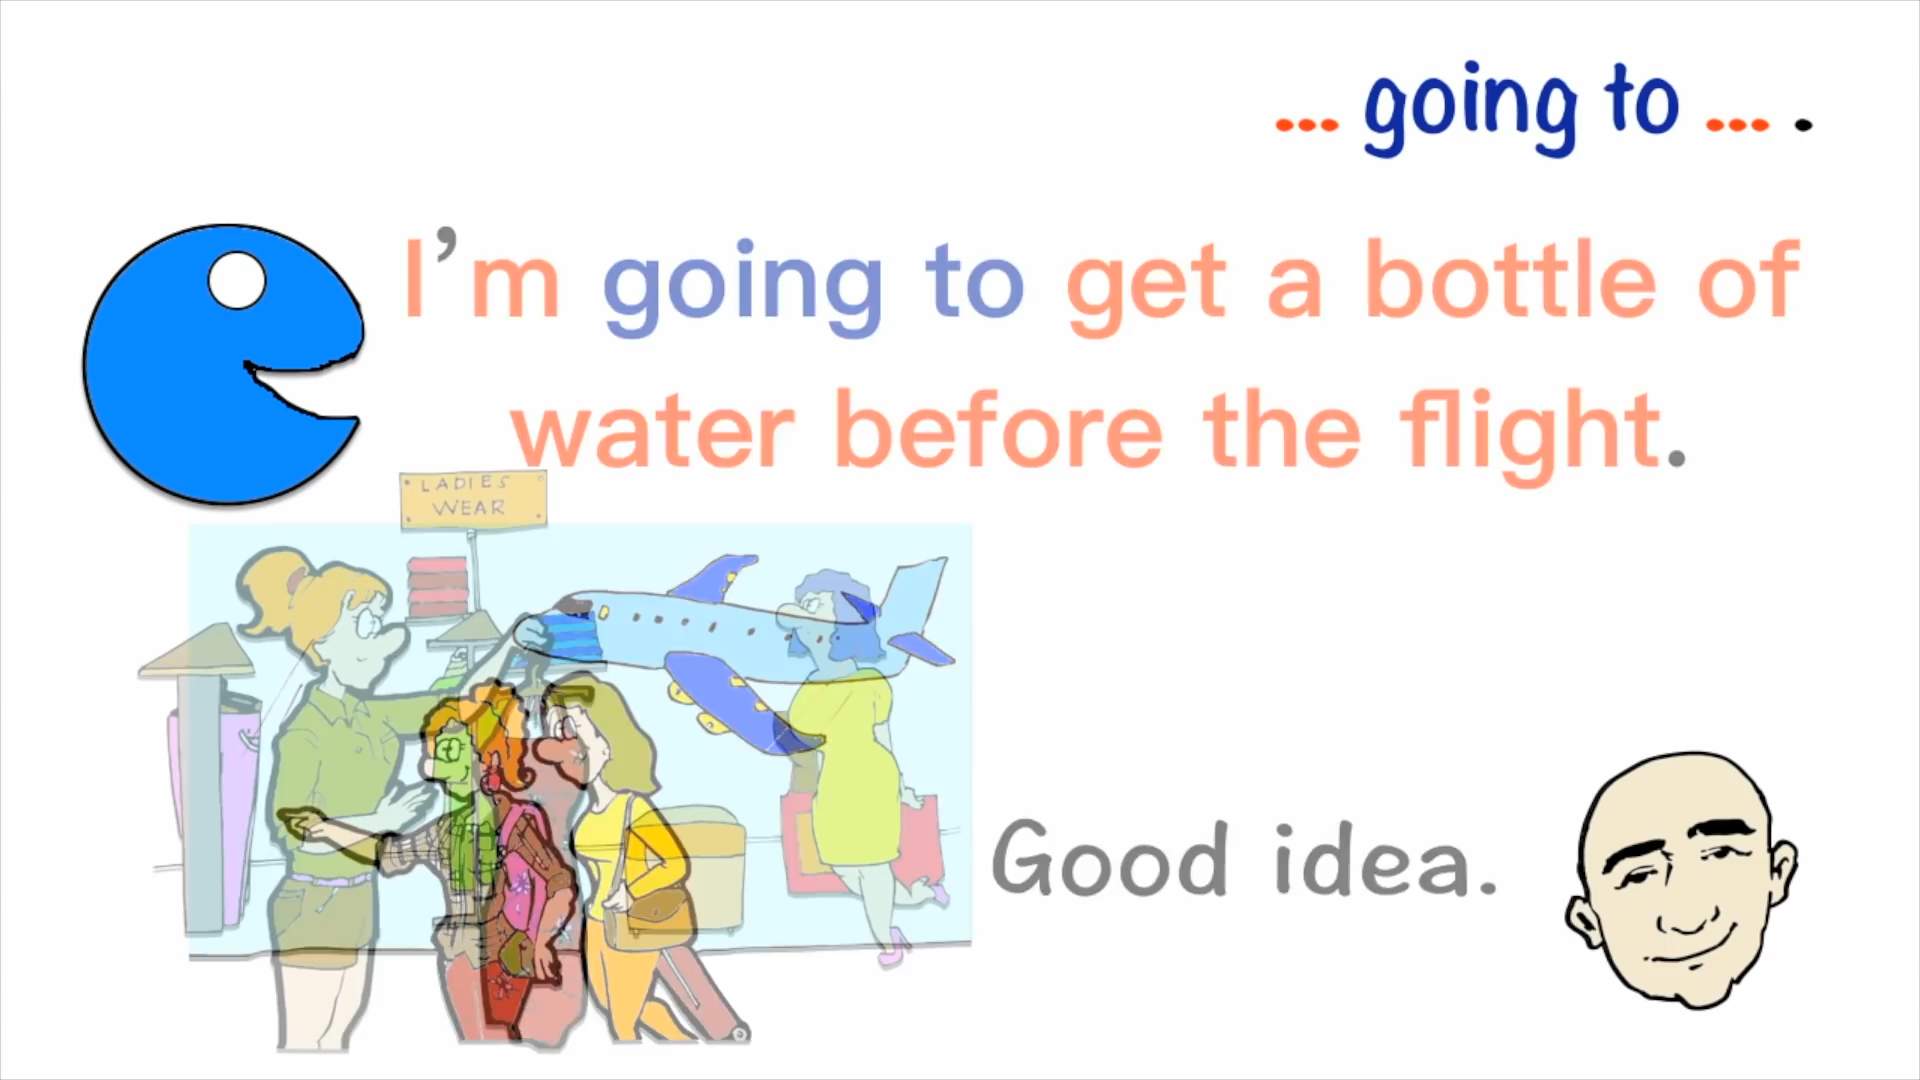 ... going to ... .
I'm going to get a bottle of
water before the flight.
LADIES
WEAR
Good idea.